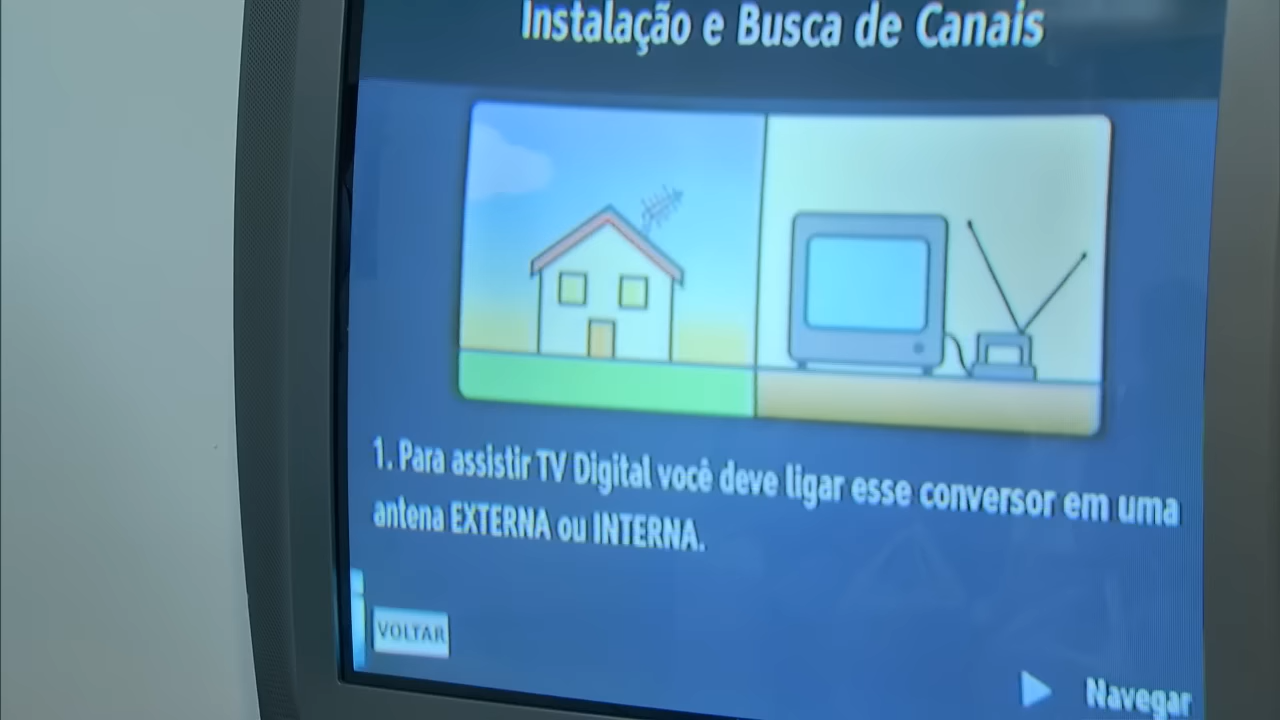 Instalação e Busca de Canais
1. Para assistir TV Digital você deve ligar esse conversor em uma
antena EXTERNA ou INTERNA.
VOLTAR
Navegar